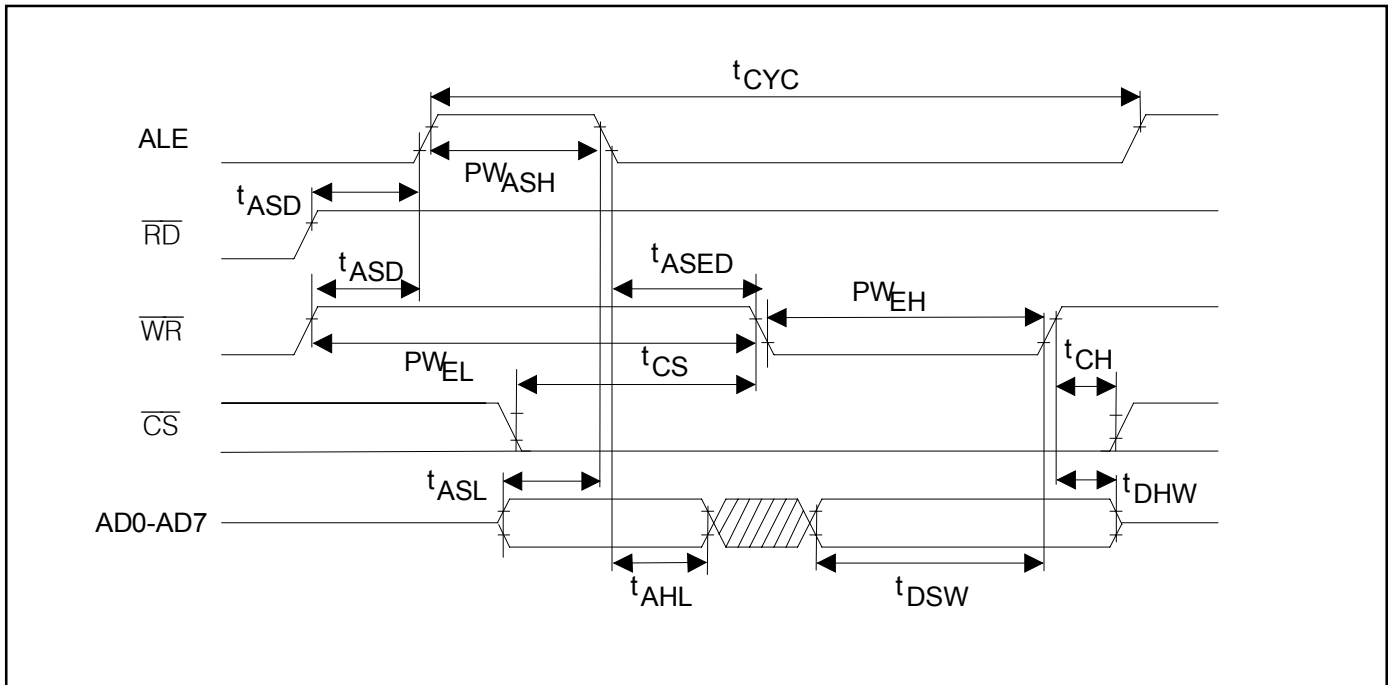 tCYC
ALE
PWASH
tASD
RD
tASD
tASED
PWEH
WR
PWEL
tCS
tCH
CS
tASL
tDHW
AD0-AD7
tAHL
tDSW